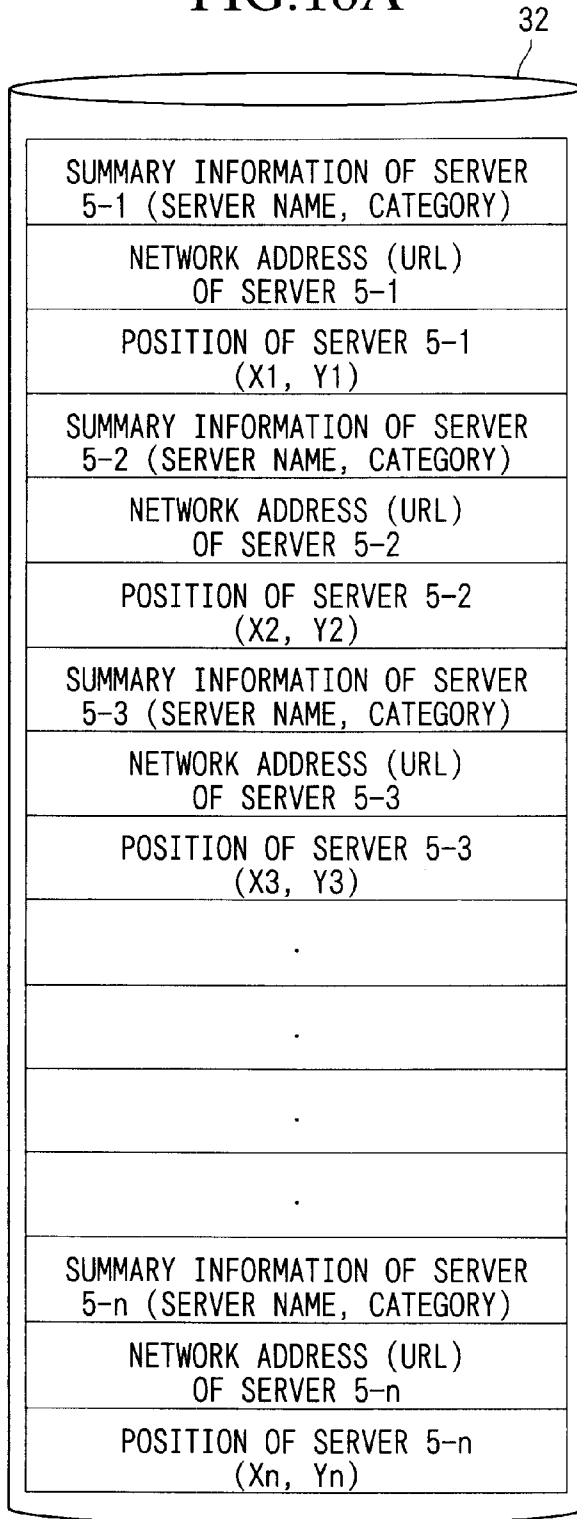 FIG.18A
32
SUMMARY INFORMATION OF SERVER
5-1 (SERVER NAME, CATEGORY)
NETWORK ADDRESS (URL)
OF SERVER 5-1
POSITION OF SERVER 5-1
(X1, Y1)
SUMMARY INFORMATION OF SERVER
5-2 (SERVER NAME, CATEGORY)
NETWORK ADDRESS (URL)
OF SERVER 5-2
POSITION OF SERVER 5-2
(X2, Y2)
SUMMARY INFORMATION OF SERVER
5-3 (SERVER NAME, CATEGORY)
NETWORK ADDRESS (URL)
OF SERVER 5-3
POSITION OF SERVER 5-3
(X3, Y3)
.
.
.
.
SUMMARY INFORMATION OF SERVER
5-n (SERVER NAME, CATEGORY)
NETWORK ADDRESS (URL)
OF SERVER 5-n
POSITION OF SERVER 5-n
(Xn, Yn)